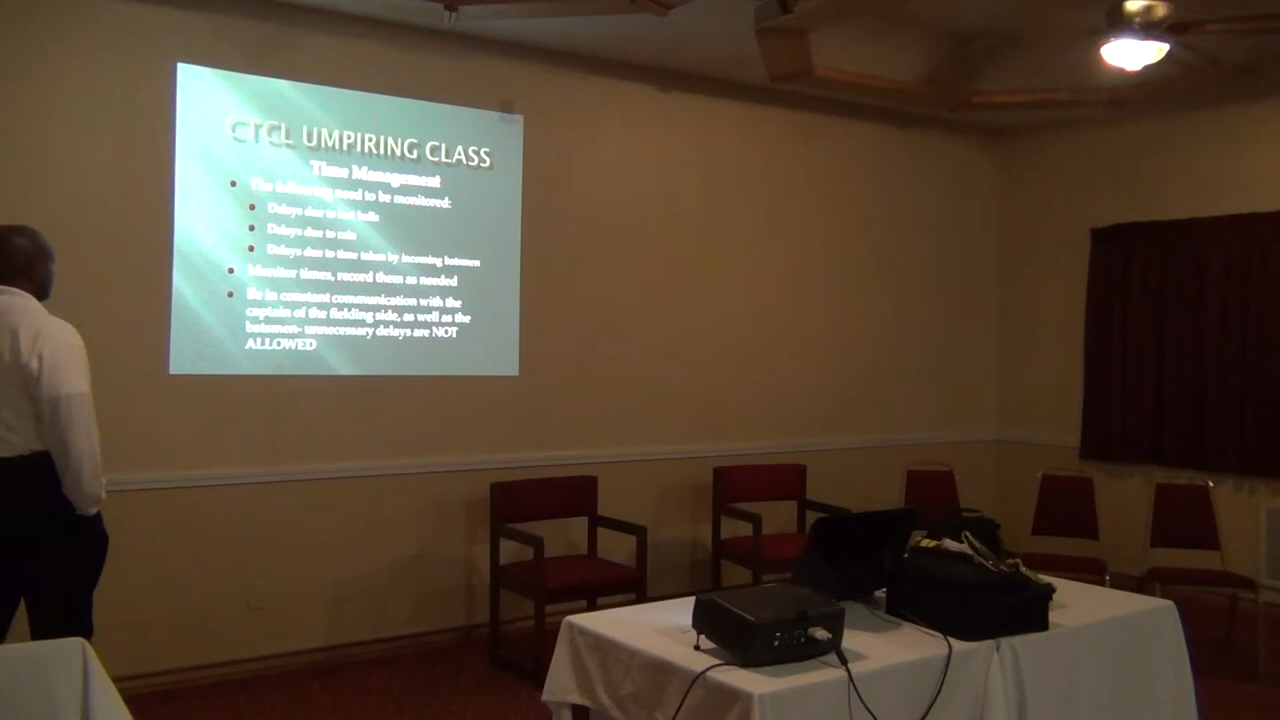 CTCL UMPIRING CLASS
Time Management
The following need to be monitored:
Delays due to lost balls
Delays due to rain
Delays due to time taken by incoming batsmen
Monitor times, record them as needed
Be in constant communication with the
captain of the fielding side, as well as the
batsmen- unnecessary delays are NOT
ALLOWED